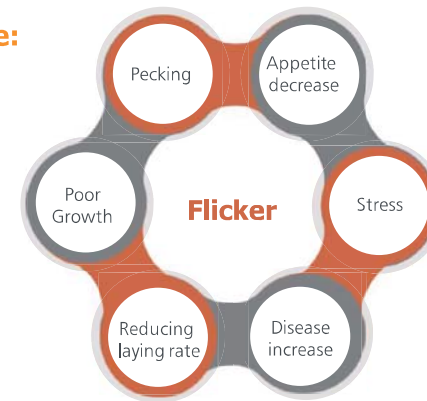 e:
Pecking
Appetite
decrease
Poor
Growth
Flicker
Stress
Reducing
laying rate
Disease
increase